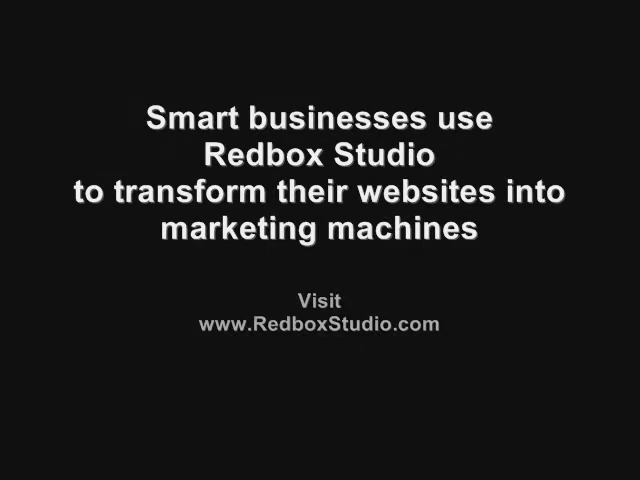 Smart businesses use
Redbox Studio
to transform their websites into
marketing machines
Visit
www.RedboxStudio.com